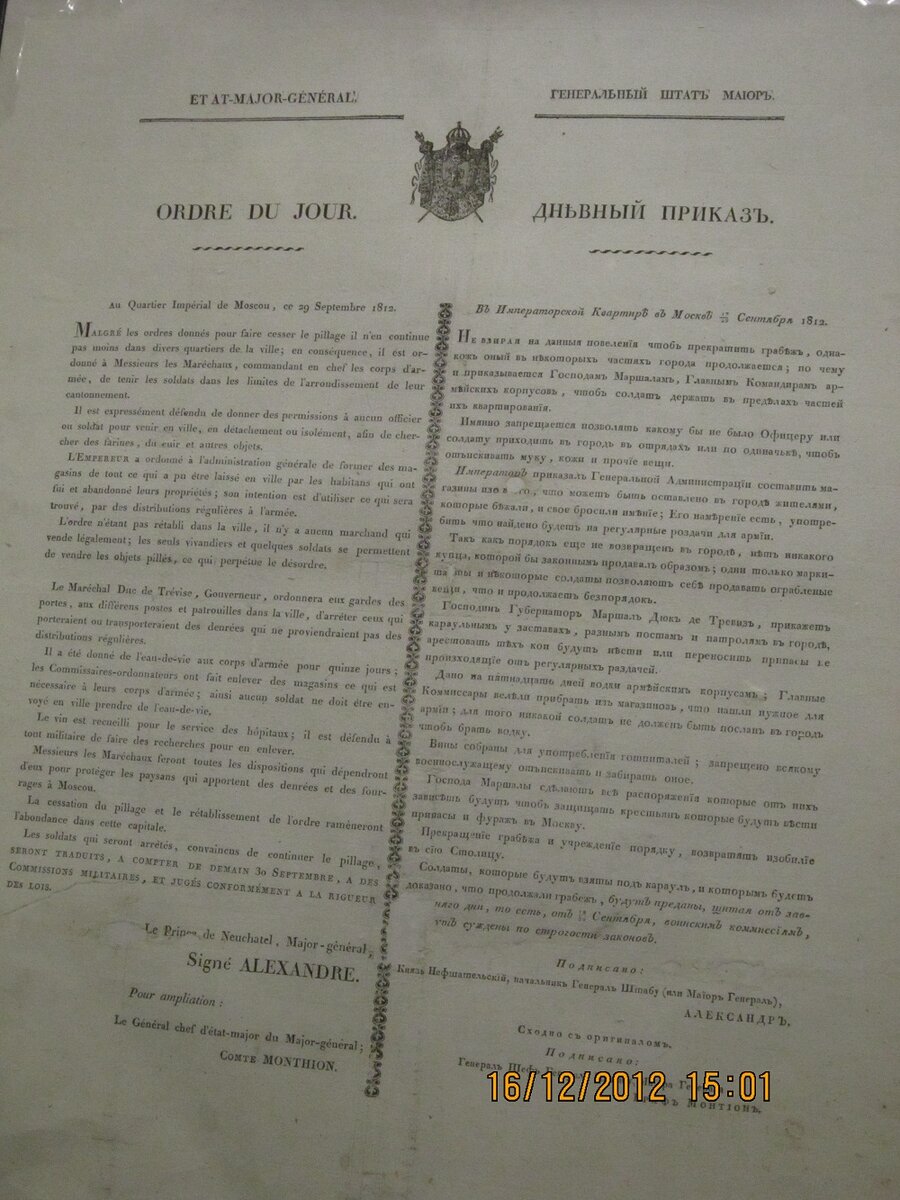 ETAT-MAJOR-GÉNÉRAL.
ORDRE DU JOUR.
Au Quartier Impérial de Moscou, ce 29 Septembre 1812.
MALGRÉ les ordres donnés pour faire cesser le pillage il n'en continue
pas moins dans divers quartiers de la ville; en conséquence, il est or-
donné à Messieurs les Maréchaux, commandant en chef les corps d'ar-
mée, de tenir les soldats dans les limites de l'arrondissement de leur
cantonnement.
Il est expressément défendu de donner des permissions à aucun officier
ou soldat pour venir en ville, en détachement ou isolément, afin de cher-
cher des farines, du cuir et autres objets.
L'EMPEREUR a ordonné à l'administration générale de former des ma-
gasins de tout ce qui a pu être laissé en ville par les habitans qui ont
fui et abandonné leurs propriétés; son intention est d'utiliser ce qui sera
trouvé, par des distributions régulières à l'armée.
L'ordre n'étant pas rétabli dans la ville, il n'y a aucun marchand qui
vende légalement; les seuls vivandiers et quelques soldats se permettent
de vendre les objets pillés, ce qui perpétue le désordre.
Le Maréchal Duc de Trévise, Gouverneur, ordonnera aux gardes des
portes, aux différens postes et patrouilles dans la ville, d'arrêter ceux qui
porteraient ou transporteraient des denrées qui ne proviendraient pas des
distributions régulières.
Il a été donné de l'eau-de-vie aux corps d'armée pour quinze jours;
les Commissaires-ordonnateurs ont fait enlever des magasins ce qui est
nécessaire à leurs corps d'armée; ainsi aucun soldat ne doit être en-
voyé en ville prendre de l'eau-de-vie.
Le vin est recueilli pour le service des hôpitaux; il est défendu à
tout militaire de faire des recherches pour en enlever.
Messieurs les Maréchaux feront toutes les dispositions qui dépendront
d'eux pour protéger les paysans qui apportent des denrées et des four-
rages à Moscou.
La cessation du pillage et le rétablissement de l'ordre raméneront
l'abondance dans cette capitale.
Les soldats qui seront arrêtés, convaincus de continuer le pillage,
SERONT TRADUITS, A COMPTER DE DEMAIN 30 SEPTEMBRE, A DES
COMMISSIONS MILITAIRES, ET JUGÉS CONFORMÉMENT A LA RIGUEUR
DES LOIS.
Le Prince de Neuchatel, Major-général,
Signé ALEXANDRE.
Pour ampliation :
Le Général chef d'état-major du Major-général;
COMTE MONTHION.
ГЕНЕРАЛЬНЫЙ ШТАТЪ МАІОРЪ.
ДНѢВНЫЙ ПРИКАЗЪ.
Въ Императорской Квартирѣ въ Москвѣ Сентября 1812.
НЕ ВЗИРАЯ на данныя повеленія чтобъ прекратить грабѣжъ, одна-
кожъ оный въ нѣкоторыхъ частяхъ города продолжается; по чему
и приказывается Господамъ Маршаламъ, Главнымъ Командирамъ ар-
мѣйскихъ корпусовъ, чтобъ солдатъ держать въ предѣлахъ частей
ихъ квартированія.
Имянно запрещается позволять какому бы не было Офицеру или
солдату приходить въ городъ въ отрядахъ или по одиначькѣ, чтобъ
отыскивать муку, кожи и прочіе вещи.
Императоръ приказалъ Генеральной Администраціи составить ма-
газины изо что можетъ быть оставлено въ городѣ жителями,
которые бѣжали, и свое бросили имѣніе; Его намѣреніе есть, употре-
бить что найдено будетъ на регулярные роздачи для арміи.
Такъ какъ порядокъ еще не возвращенъ въ городѣ, нѣтъ никакого
купца, которой бы законнымъ продавалъ образомъ; одни только марки-
и нѣкоторые солдаты позволяютъ себѣ продавать ограбленые
вещи, что и продолжаетъ безпорядокъ.
Господинъ Губернаторъ Маршалъ Дюкъ де Тревизъ, прикажетъ
караульнымъ у заставахъ, разнымъ постамъ и патролямъ въ городѣ,
арестовать тѣхъ кои будутъ нѣсти или переносить припасы не
произходящіе отъ регулярныхъ раздачей.
Дано на пятнадцать дней водки армѣйскимъ корпусамъ; Главные
Коммиссары велѣли прибрать изъ магазиновъ, что нашли нужное для
арміи; для того никакой солдатъ не долженъ быть посланъ въ городъ
чтобъ брать водку.
Вины собраны для употребленія гошпиталей; запрещено всякому
военнослужащему отыскивать и забирать оное.
Господа Маршалы сдѣлаютъ всѣ распоряженія которые отъ нихъ
зависѣть будутъ чтобъ защищать крестьянъ которые будутъ вѣсти
припасы и фуражъ въ Москву.
Прекращеніе грабѣжа и учрежденіе порядку, возвратятъ изобиліе
въ сію Столицу.
Солдаты, которые будутъ взяты подъ караулъ, и которымъ будетъ
доказано, что продолжали грабежъ, будутъ преданы, щитая отъ зав-
няго дни, то есть, отъ Сентября, воинскимъ коммиссіямъ,
суждены по строгости законовъ.
Подписано:
Князь Нефшательскій, начальникъ Генералъ Штабу (или Маіоръ Генералъ),
АЛЕКСАНДРЪ.
Сходно съ оригиналомъ.
Подписано:
Генералъ Шефъ
МОНТІОНЪ.
16/12/2012 15:01